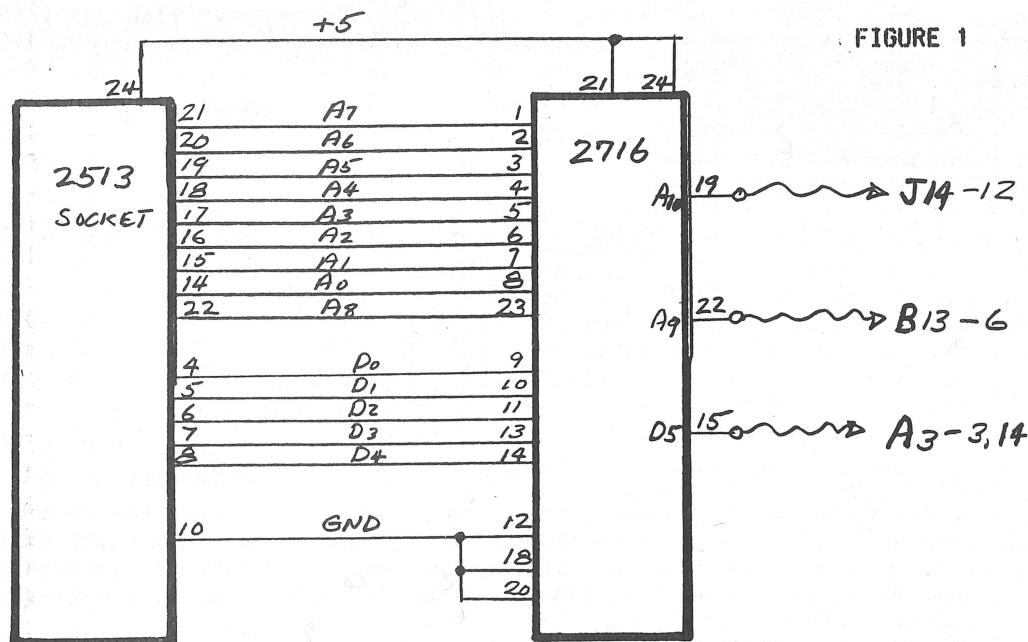 +5
FIGURE 1
24
21 24
21 A7 1
20 A6 2
19 A5 3
18 A4 4
17 A3 5
16 A2 6
15 A1 7
14 A0 8
22 A8 23
2513
SOCKET
2716
A10 19 J14-12
A9 22 B13-6
4 D0 9
5 D1 10
6 D2 11
7 D3 13
8 D4 14
D5 15 A3-3,14
10 GND 12
18
20